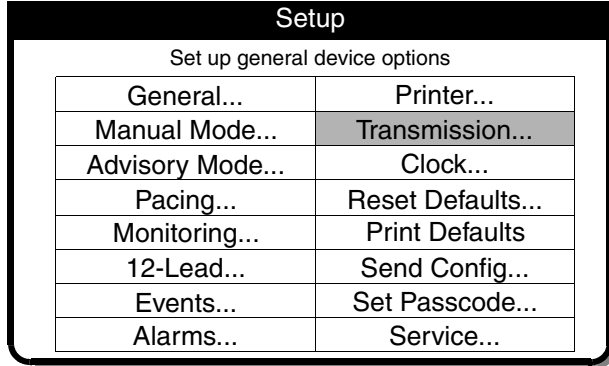 Setup
Set up general device options
General... Printer...
Manual Mode... Transmission...
Advisory Mode... Clock...
Pacing... Reset Defaults...
Monitoring... Print Defaults
12-Lead... Send Config...
Events... Set Passcode...
Alarms... Service...